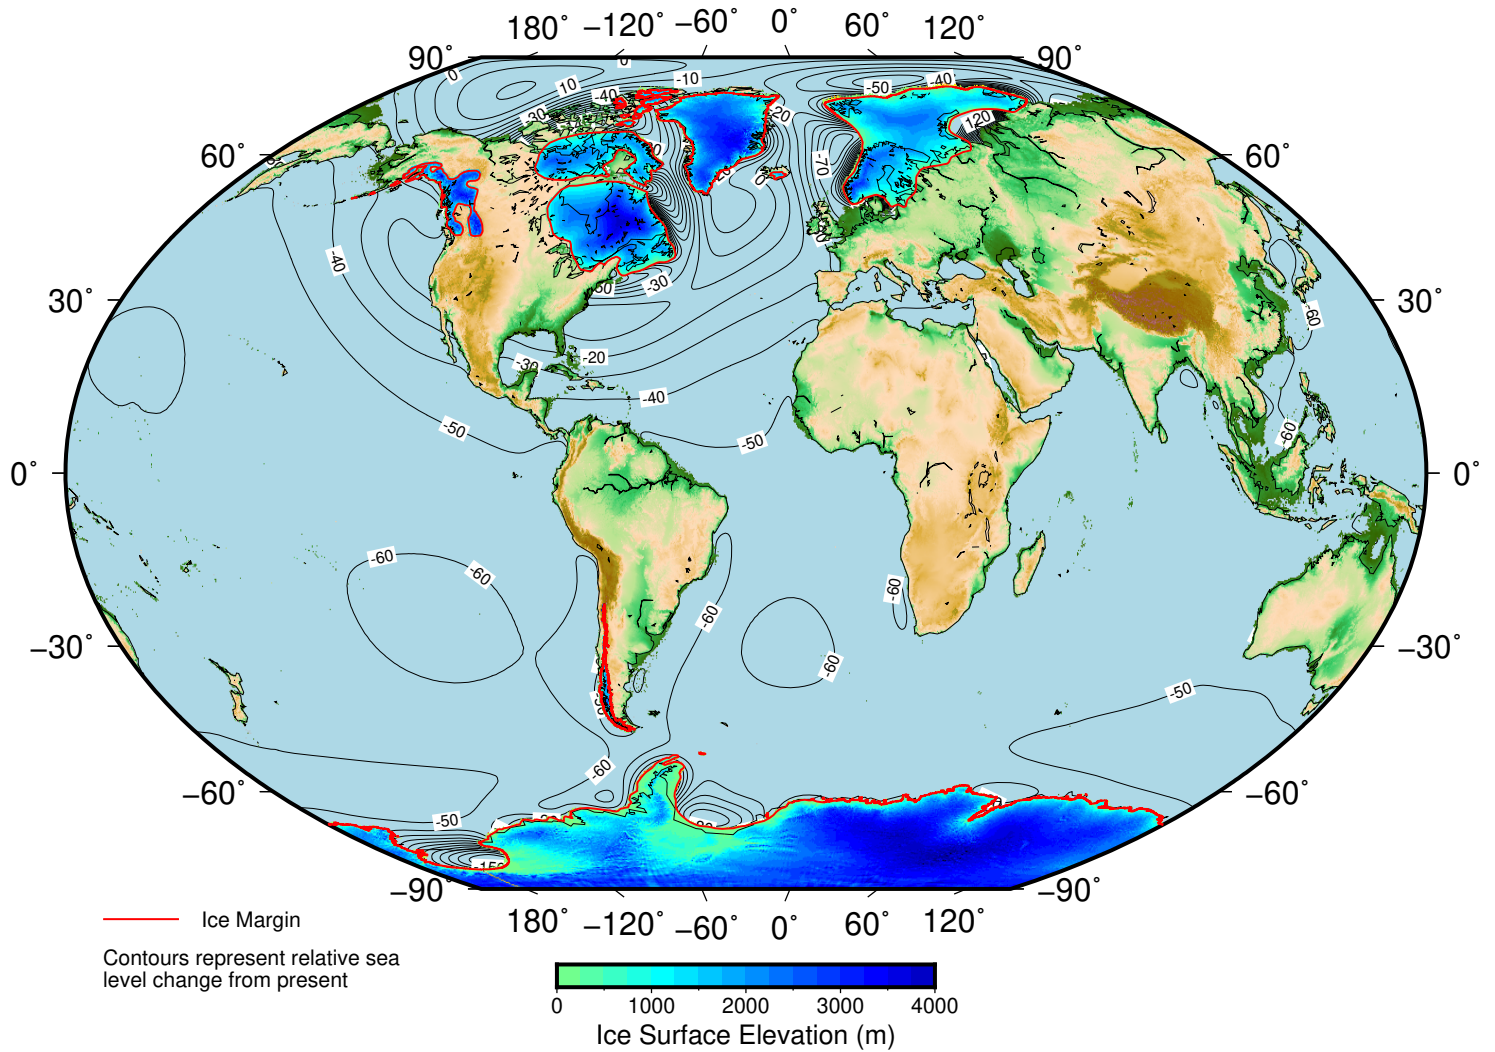 180° −120° −60° 0° 60° 120°
90° 90°
0 0 10 -10 -50 -40
-30 -40 -20 120
60° -70 60°
0
-40 -30
30° -60 30°
-30 -20
-40
-50 -50 -60
0° 0°
-60 -60
-60 -60
−30° -60 −30°
-50
-60
−60° −60°
-50
−90° −90°
180° −120° −60° 0° 60° 120°
Ice Margin
Contours represent relative sea
level change from present
0 1000 2000 3000 4000
Ice Surface Elevation (m)